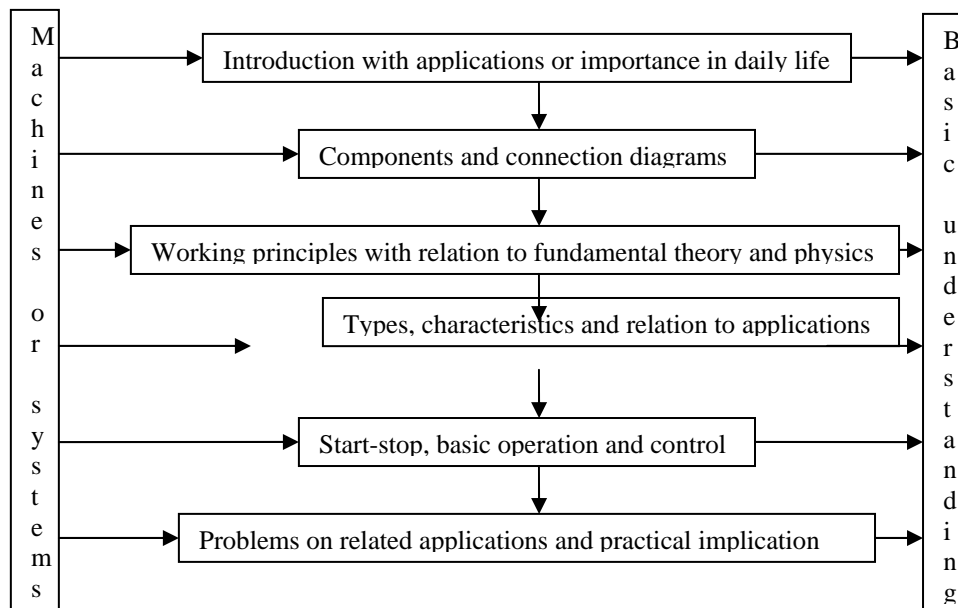 Machines or systems
Introduction with applications or importance in daily life
Components and connection diagrams
Working principles with relation to fundamental theory and physics
Types, characteristics and relation to applications
Start-stop, basic operation and control
Problems on related applications and practical implication
Basic understanding